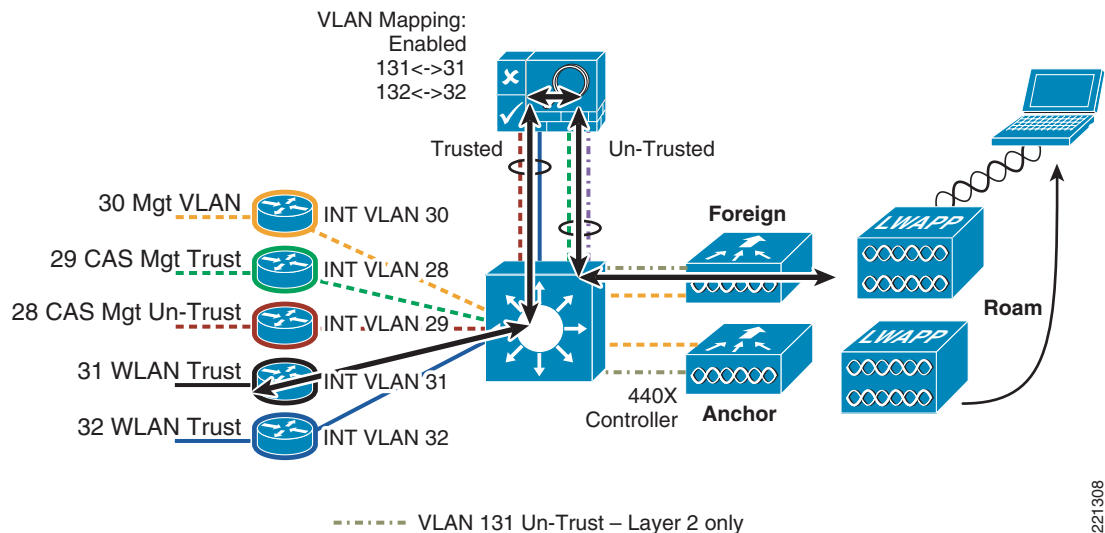 VLAN Mapping:
Enabled
131<->31
132<->32
Trusted
Un-Trusted
30 Mgt VLAN
INT VLAN 30
29 CAS Mgt Trust
INT VLAN 28
28 CAS Mgt Un-Trust
INT VLAN 29
31 WLAN Trust
INT VLAN 31
32 WLAN Trust
INT VLAN 32
Foreign
LWAPP
Roam
LWAPP
440X
Controller
Anchor
VLAN 131 Un-Trust – Layer 2 only
221308